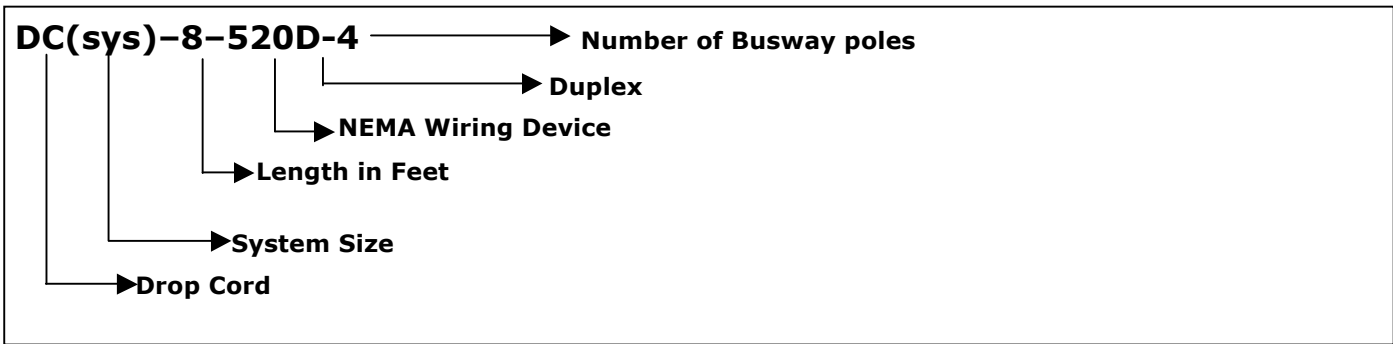 DC(sys)–8–520D-4
Number of Busway poles
Duplex
NEMA Wiring Device
Length in Feet
System Size
Drop Cord